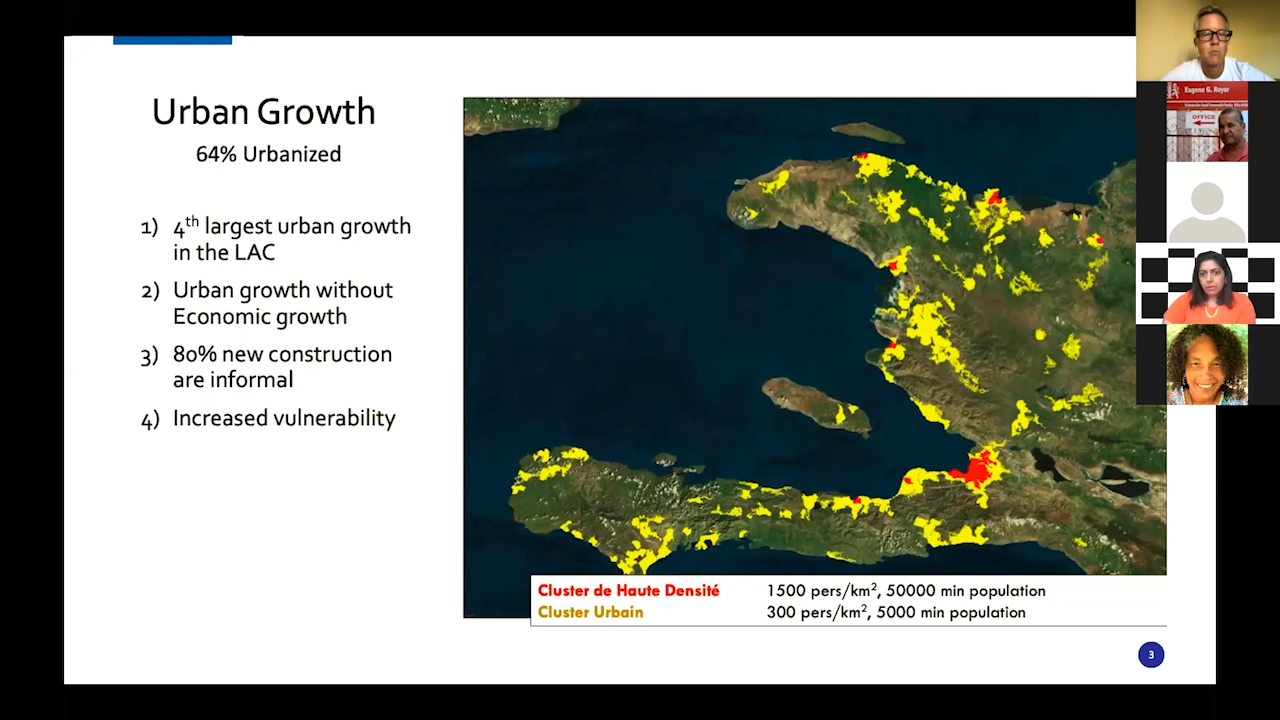 Urban Growth
64% Urbanized
1) 4th largest urban growth
in the LAC
2) Urban growth without
Economic growth
3) 80% new construction
are informal
4) Increased vulnerability
Cluster de Haute Densité 1500 pers/km², 50000 min population
Cluster Urbain 300 pers/km², 5000 min population
3
Eugene G. Royer
OFFICE